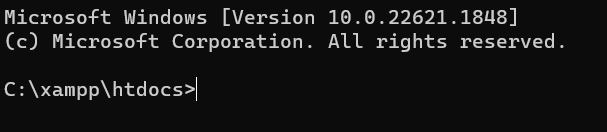 Microsoft Windows [Version 10.0.22621.1848]
(c) Microsoft Corporation. All rights reserved.
C:\xampp\htdocs>